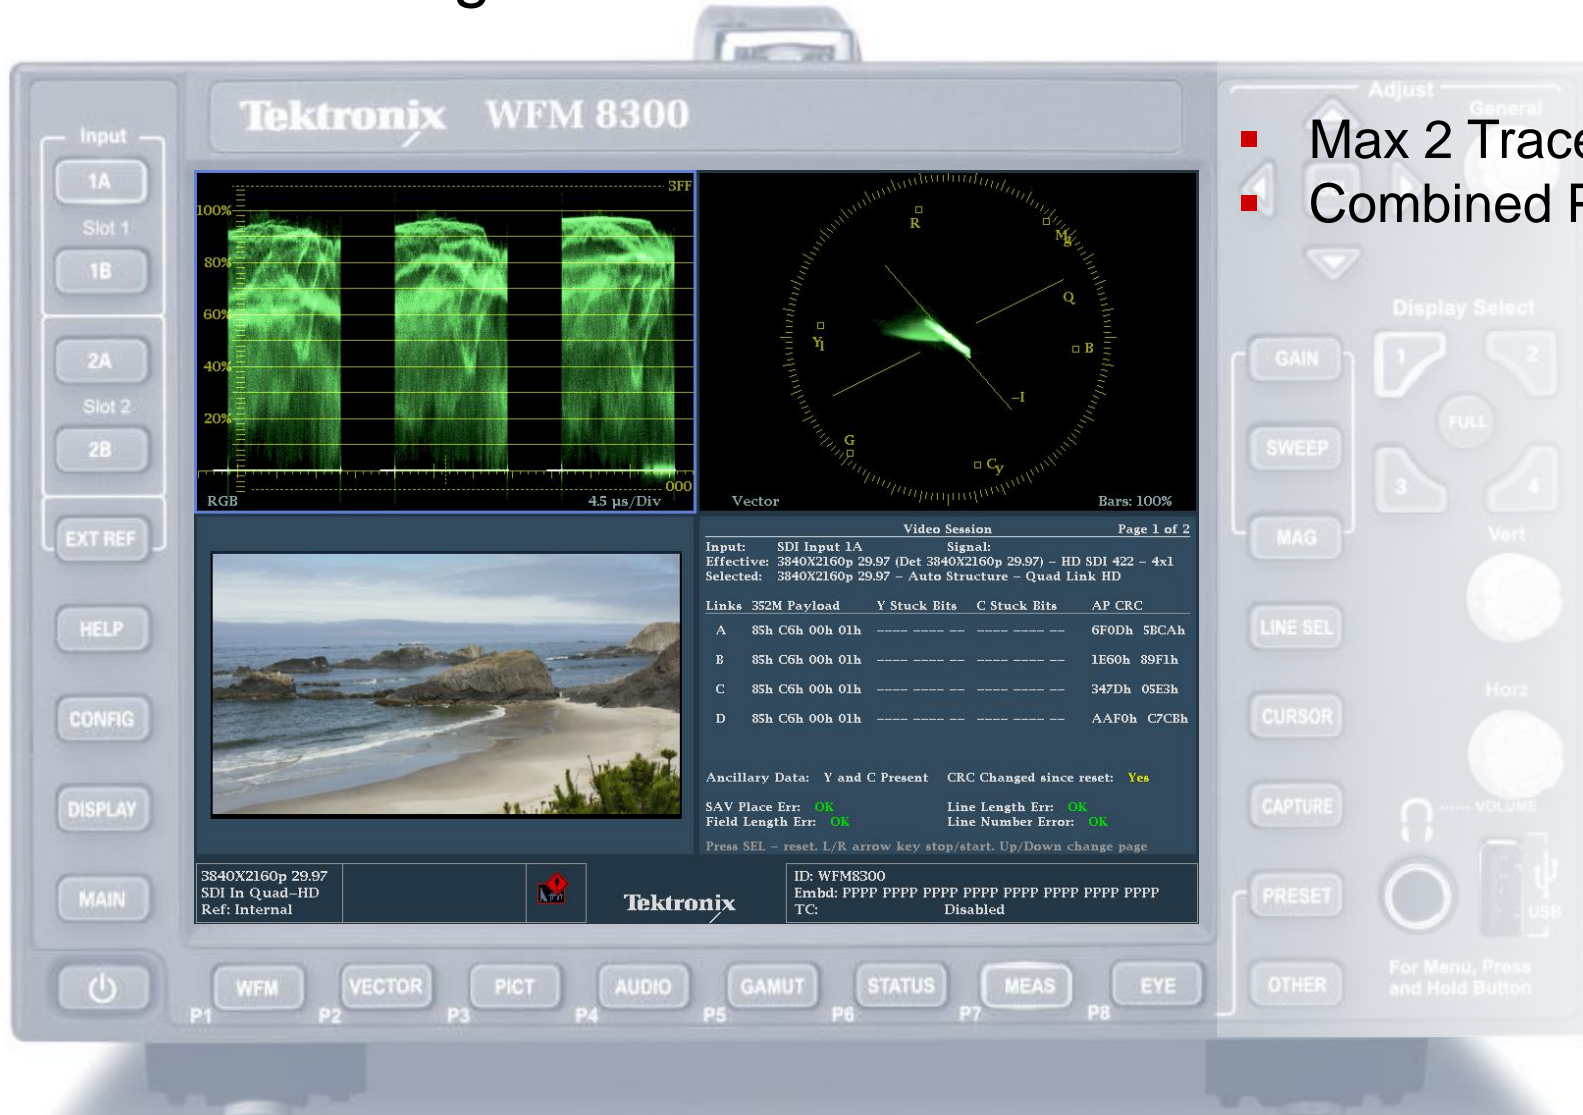 Tektronix WFM 8300
Adjust
General
Max 2 Trace
Combined
Input
1A
Slot 1
1B
2A
Slot 2
2B
EXT REF
HELP
CONFIG
DISPLAY
MAIN
3FF
100%
80%
60%
40%
20%
000
RGB
4.5 µs/Div
R
Mg
Q
B
YI
-I
G
Cy
Vector
Bars: 100%
Video Session Page 1 of 2
Input: SDI Input 1A Signal:
Effective: 3840X2160p 29.97 (Det 3840X2160p 29.97) – HD SDI 422 – 4x1
Selected: 3840X2160p 29.97 – Auto Structure – Quad Link HD
Links 352M Payload Y Stuck Bits C Stuck Bits AP CRC
A 85h C6h 00h 01h ---- ---- -- ---- ---- -- 6F0Dh 5BCAh
B 85h C6h 00h 01h ---- ---- -- ---- ---- -- 1E60h 89F1h
C 85h C6h 00h 01h ---- ---- -- ---- ---- -- 347Dh 05E3h
D 85h C6h 00h 01h ---- ---- -- ---- ---- -- AAF0h C7CBh
Ancillary Data: Y and C Present CRC Changed since reset: Yes
SAV Place Err: OK Line Length Err: OK
Field Length Err: OK Line Number Error: OK
Press SEL – reset. L/R arrow key stop/start. Up/Down change page
3840X2160p 29.97
SDI In Quad–HD
Ref: Internal
Tektronix
ID: WFM8300
Embd: PPPP PPPP PPPP PPPP PPPP PPPP PPPP PPPP
TC: Disabled
Display Select
1
2
FULL
3
4
GAIN
SWEEP
MAG
Vert
LINE SEL
Horz
CURSOR
CAPTURE
VOLUME
PRESET
USB
OTHER
For Menu, Press
and Hold Button
WFM
VECTOR
PICT
AUDIO
GAMUT
STATUS
MEAS
EYE
P1
P2
P3
P4
P5
P6
P7
P8